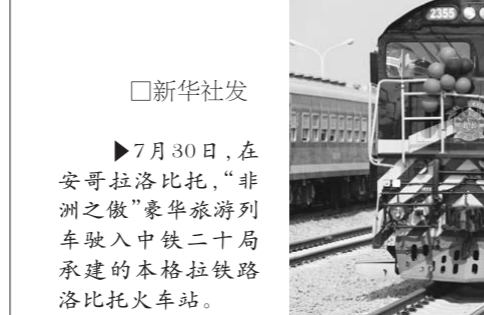 □新华社发
▶7月30日，在
安哥拉洛比托，“非
洲之傲”豪华旅游列
车驶入中铁二十局
承建的本格拉铁路
洛比托火车站。
2355